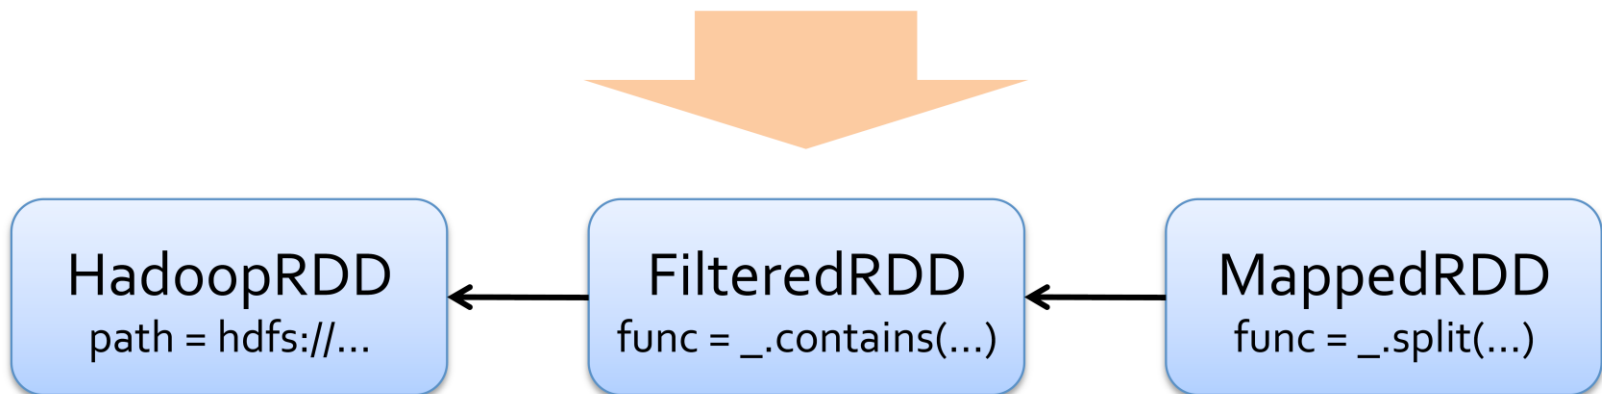 HadoopRDD
path = hdfs://...
FilteredRDD
func = _.contains(...)
MappedRDD
func = _.split(...)